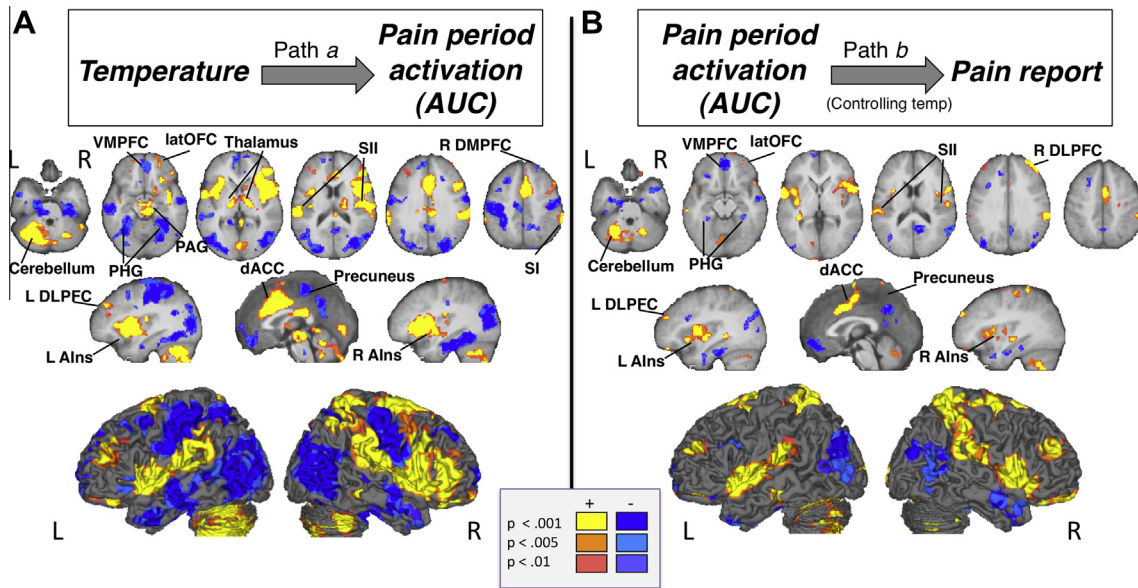 A
Temperature
Path a
Pain period
activation
(AUC)
L
R
VMPFC
latOFC
Thalamus
SII
R DMPFC
Cerebellum
PHG
PAG
SI
L DLPFC
dACC
Precuneus
L AIns
R AIns
L
R
B
Pain period
activation
(AUC)
Path b
(Controlling temp)
Pain report
L
R
VMPFC
latOFC
SII
R DLPFC
Cerebellum
PHG
L DLPFC
dACC
Precuneus
L AIns
R AIns
L
R
+ -
p < .001
p < .005
p < .01